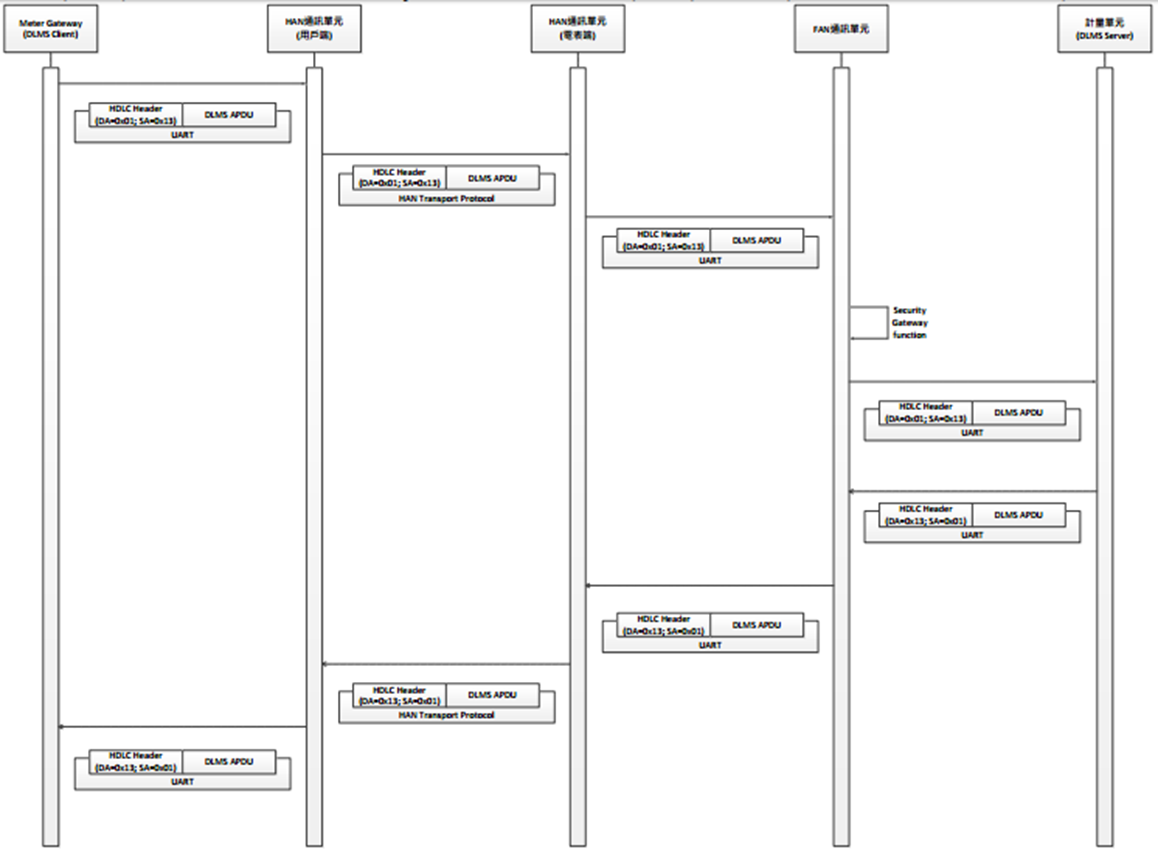 Meter Gateway
(DLMS Client)
HAN通訊單元
(用戶端)
HAN通訊單元
(電表端)
FAN通訊單元
計量單元
(DLMS Server)
HDLC Header
(DA=0x01; SA=0x13)
DLMS APDU
UART
HDLC Header
(DA=0x01; SA=0x13)
DLMS APDU
HAN Transport Protocol
HDLC Header
(DA=0x01; SA=0x13)
DLMS APDU
UART
Security
Gateway
function
HDLC Header
(DA=0x01; SA=0x13)
DLMS APDU
UART
HDLC Header
(DA=0x13; SA=0x01)
DLMS APDU
UART
HDLC Header
(DA=0x13; SA=0x01)
DLMS APDU
UART
HDLC Header
(DA=0x13; SA=0x01)
DLMS APDU
HAN Transport Protocol
HDLC Header
(DA=0x13; SA=0x01)
DLMS APDU
UART